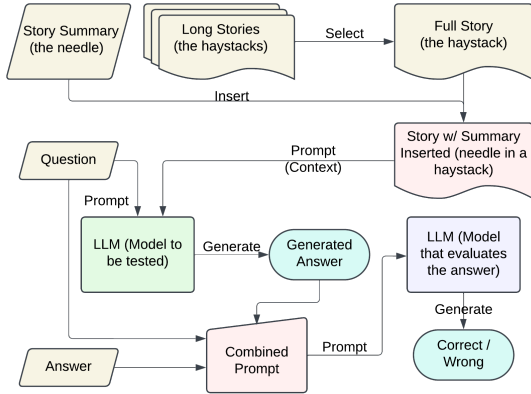 Story Summary
(the needle)
Long Stories
(the haystacks)
Select
Full Story
(the haystack)
Insert
Story w/ Summary
Inserted (needle in a
haystack)
Prompt
(Context)
Question
Prompt
LLM (Model to
be tested)
Generate
Generated
Answer
LLM (Model
that evaluates
the answer)
Generate
Correct /
Wrong
Combined
Prompt
Prompt
Answer